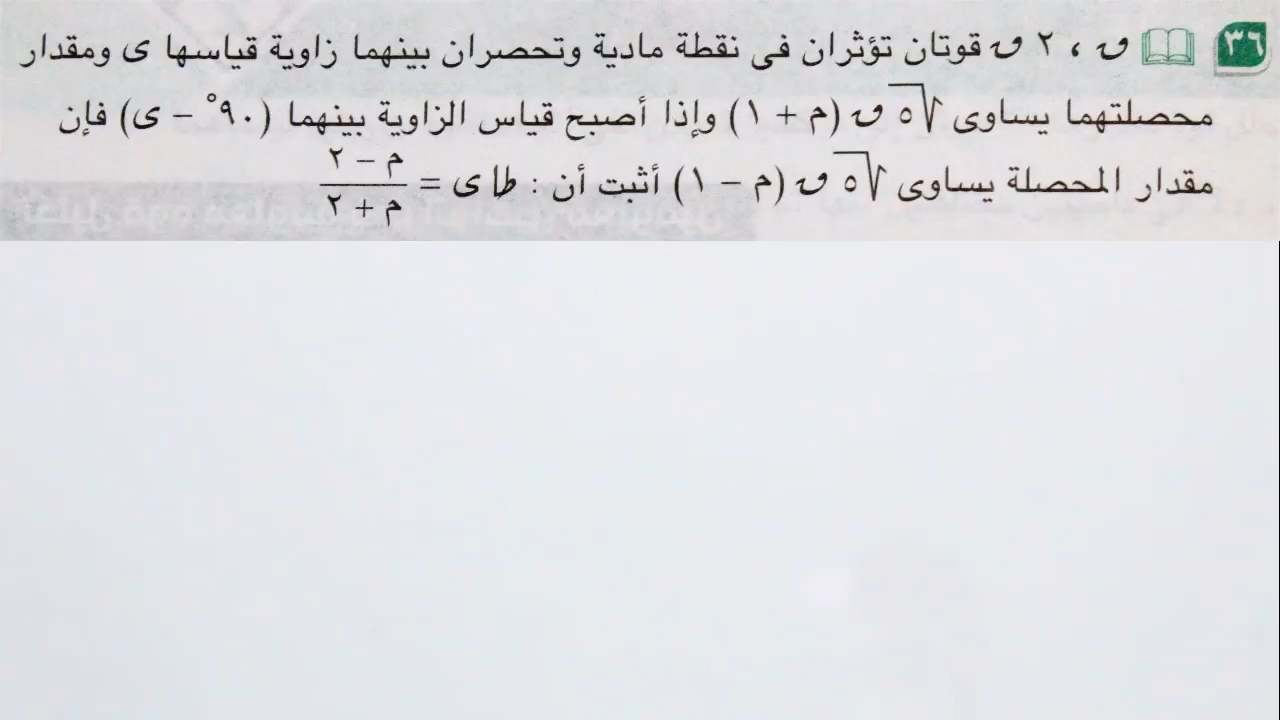 ٣٦ ق ، ٢ ق قوتان تؤثران فى نقطة مادية وتحصران بينهما زاوية قياسها ى ومقدار
محصلتهما يساوى √٥ ق (م + ١) وإذا أصبح قياس الزاوية بينهما (٩٠° – ى) فإن
مقدار المحصلة يساوى √٥ ق (م – ١) أثبت أن : طا ى = (م – ٢)/(م + ٢)